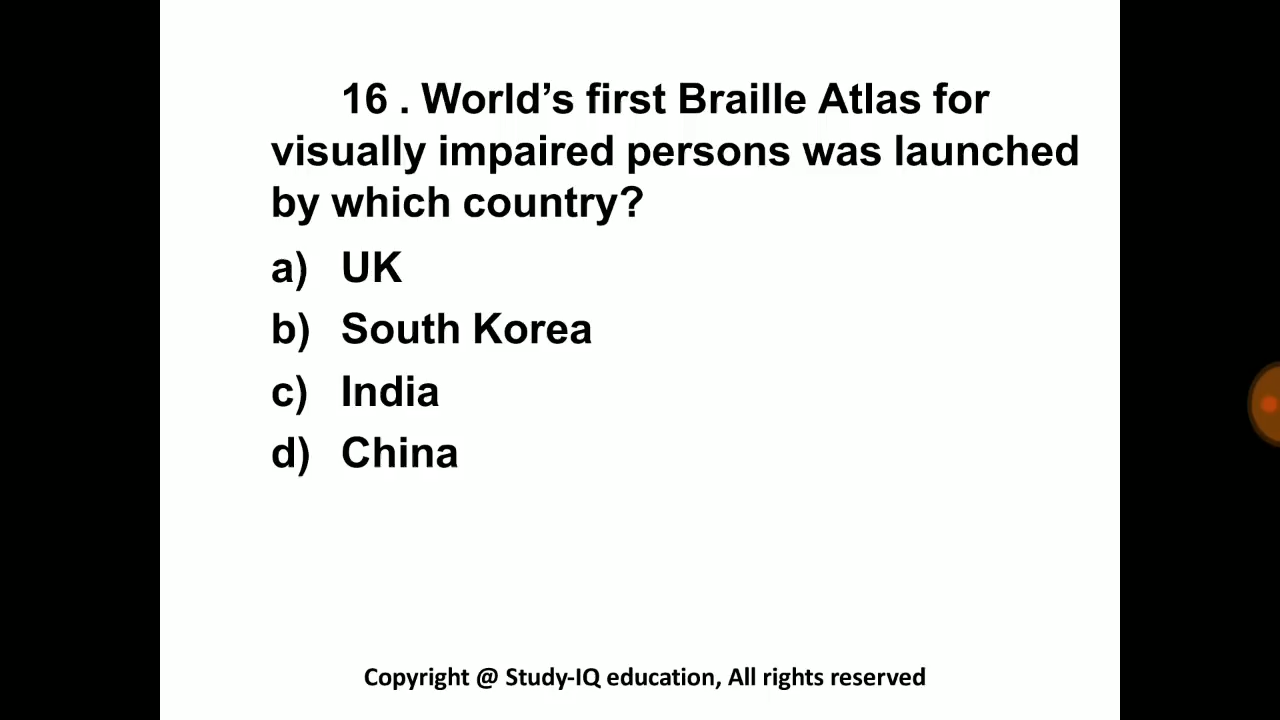 16 . World’s first Braille Atlas for
visually impaired persons was launched
by which country?
a) UK
b) South Korea
c) India
d) China
Copyright @ Study-IQ education, All rights reserved